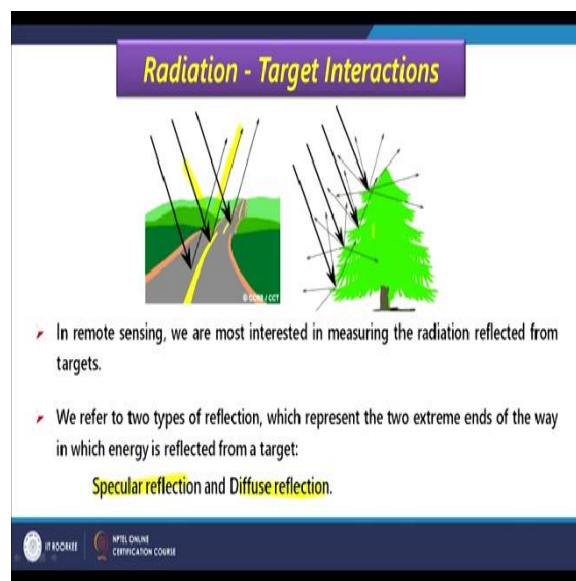 Radiation - Target Interactions
© CCRS / CCT
In remote sensing, we are most interested in measuring the radiation reflected from
targets.
We refer to two types of reflection, which represent the two extreme ends of the way
in which energy is reflected from a target:
Specular reflection and Diffuse reflection.
IIT ROORKEE
NPTEL ONLINE
CERTIFICATION COURSE